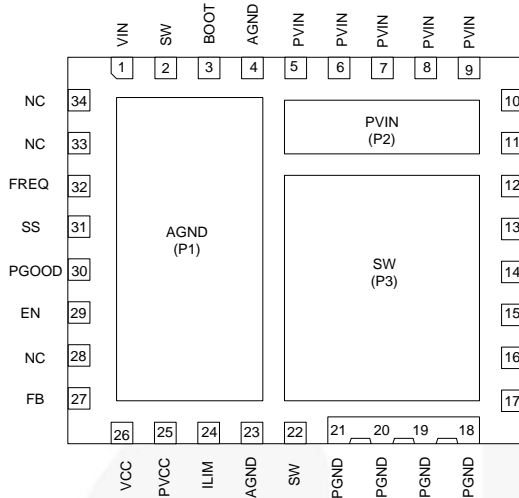 VIN SW BOOT AGND PVIN PVIN PVIN PVIN PVIN
1 2 3 4 5 6 7 8 9
NC 34
NC 33
FREQ 32
SS 31
PGOOD 30
EN 29
NC 28
FB 27
AGND
(P1)
PVIN
(P2)
SW
(P3)
10
11
12
13
14
15
16
17
26 25 24 23 22 21 20 19 18
VCC PVCC ILIM AGND SW PGND PGND PGND PGND